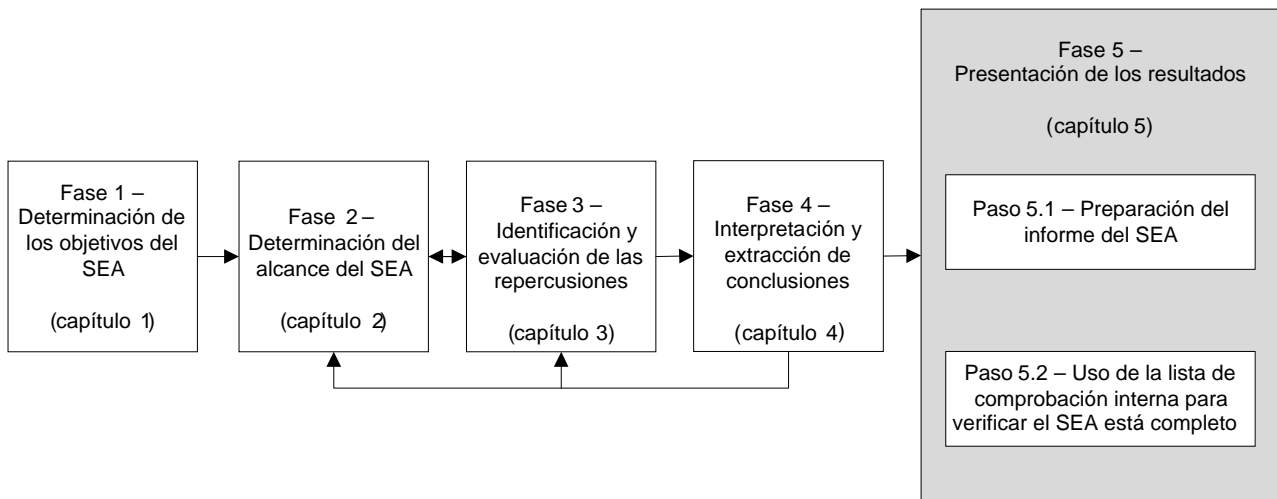 Fase 1 –
Determinación de
los objetivos del
SEA
(capítulo 1)
Fase 2 –
Determinación del
alcance del SEA
(capítulo 2)
Fase 3 –
Identificación y
evaluación de las
repercusiones
(capítulo 3)
Fase 4 –
Interpretación y
extracción de
conclusiones
(capítulo 4)
Fase 5 –
Presentación de los resultados
(capítulo 5)
Paso 5.1 – Preparación del
informe del SEA
Paso 5.2 – Uso de la lista de
comprobación interna para
verificar el SEA está completo